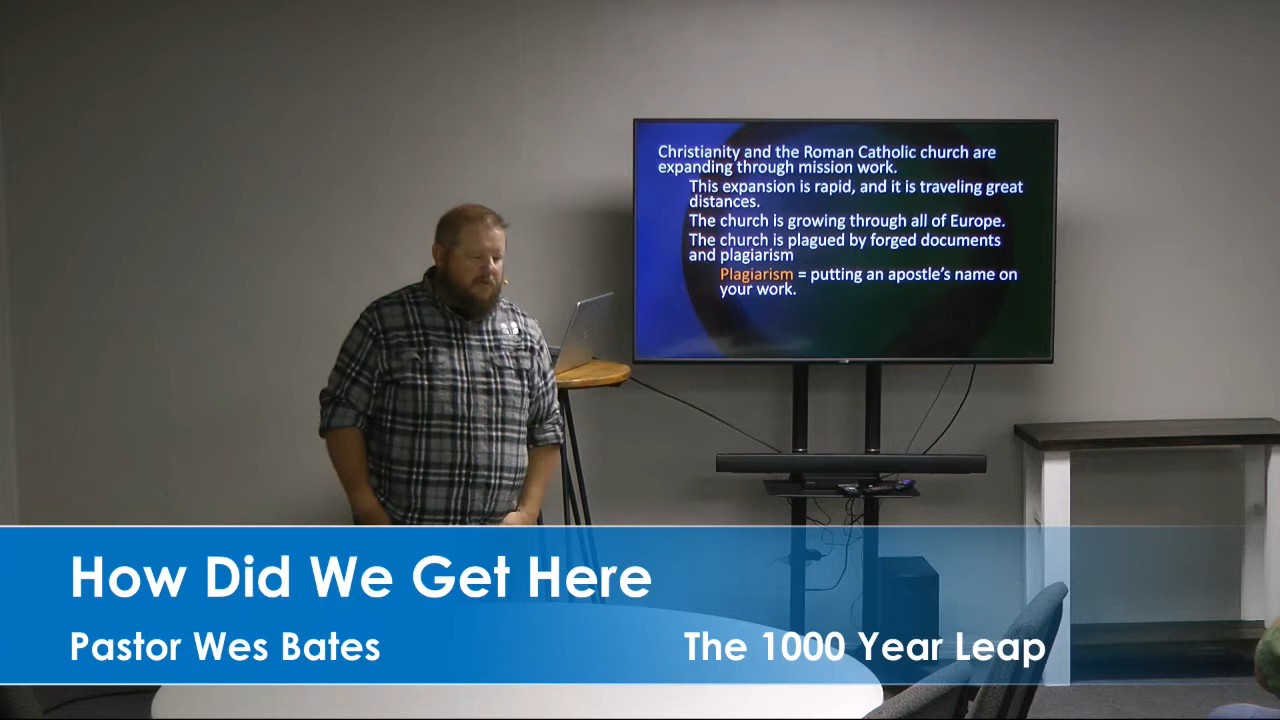 Christianity and the Roman Catholic church are
expanding through mission work.
This expansion is rapid, and it is traveling great
distances.
The church is growing through all of Europe.
The church is plagued by forged documents
and plagiarism
Plagiarism = putting an apostle's name on
your work.
How Did We Get Here
Pastor Wes Bates
The 1000 Year Leap